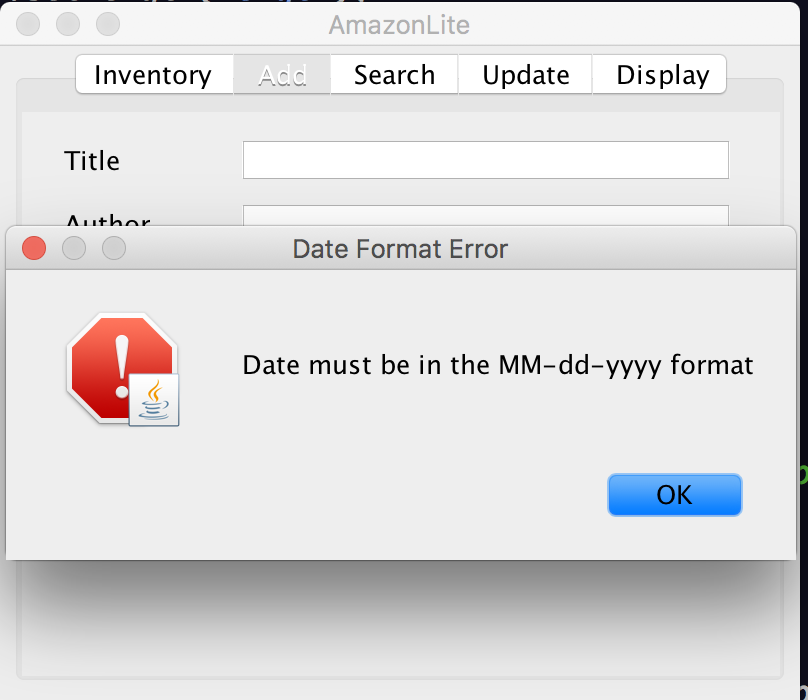 AmazonLite
Inventory Add Search Update Display
Title
Author
Date Format Error
Date must be in the MM-dd-yyyy format
OK